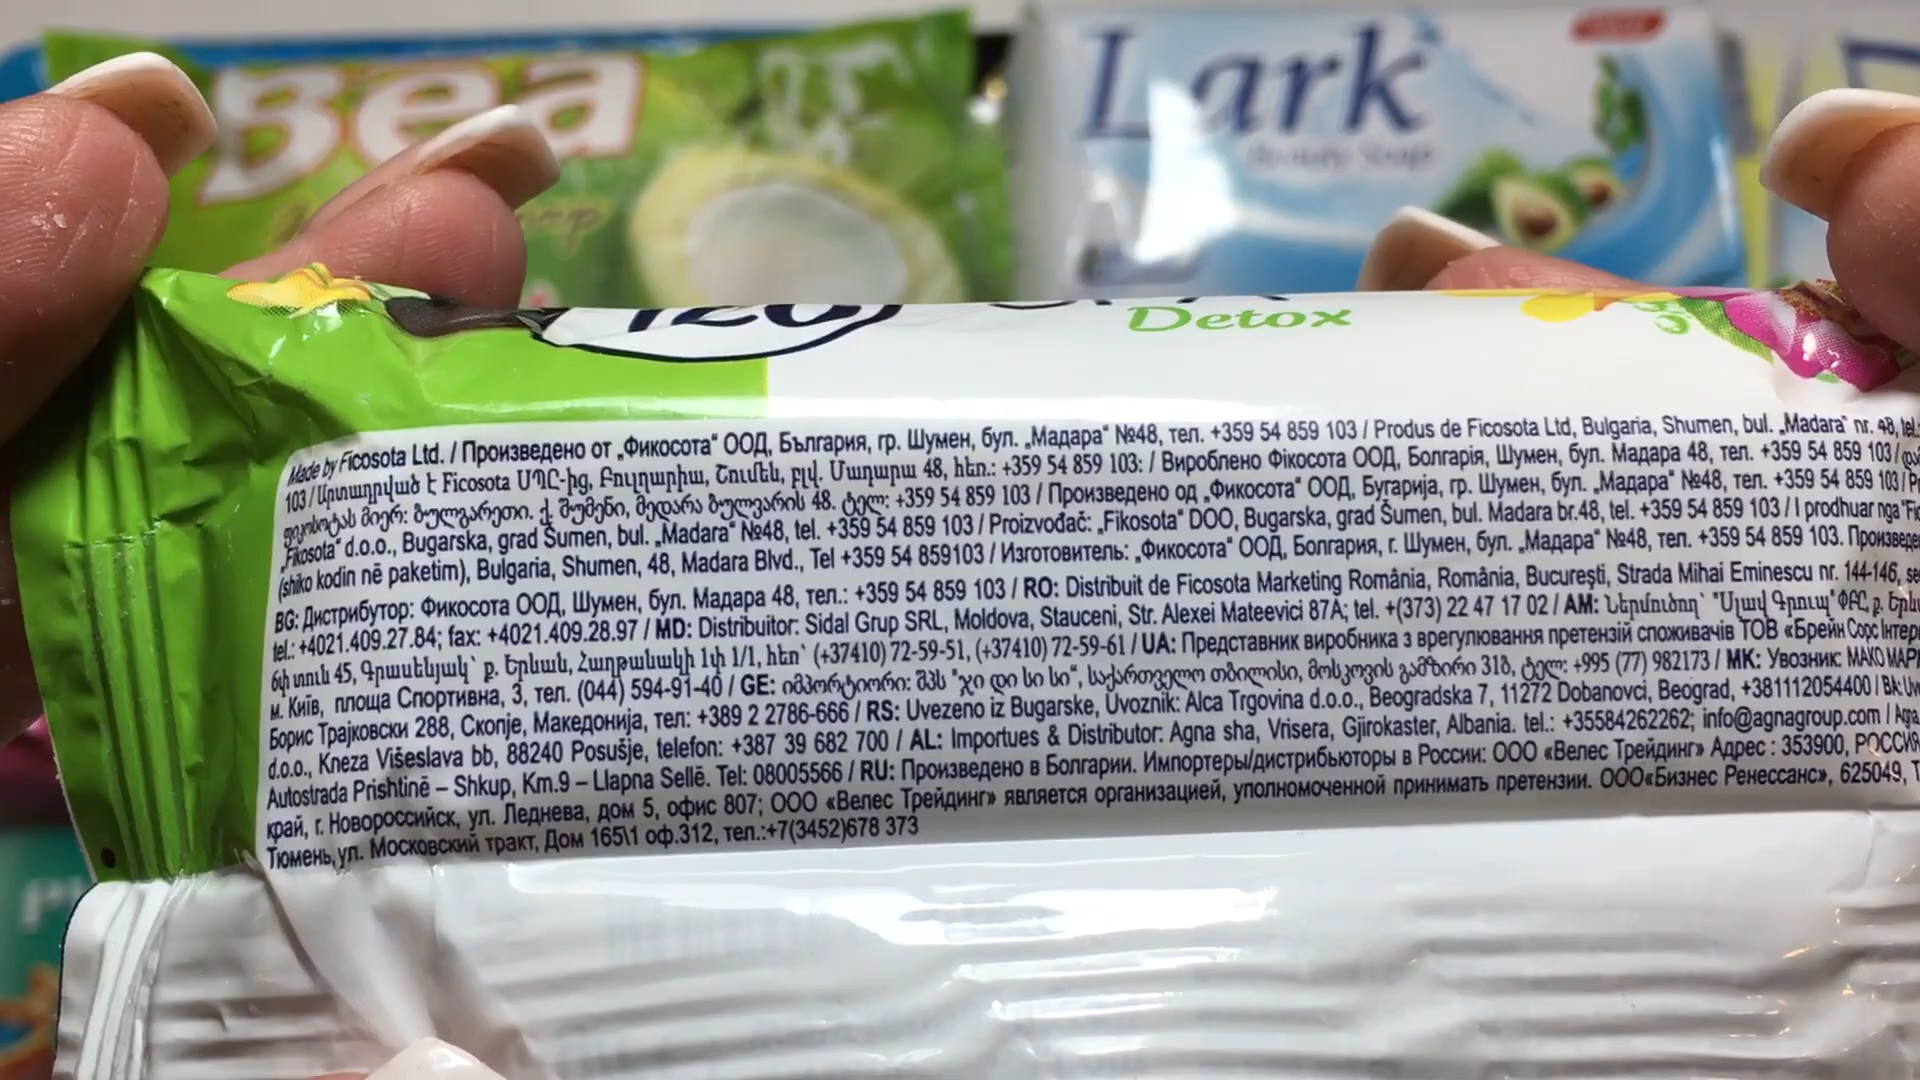 Bea
Lark
Beauty Soap
Detox
Made by Ficosota Ltd. / Произведено от „Фикосота“ ООД, България, гр. Шумен, бул. „Мадара“ №48, тел. +359 54 859 103 / Produs de Ficosota Ltd, Bulgaria, Shumen, bul. „Madara“ nr. 48, tel.
103 / Արտադրված է Ficosota ՍՊԸ-ից, Բուլղարիա, Շումեն, բլվ. Մադարա 48, հեռ.: +359 54 859 103: / Вироблено Фікосота ООД, Болгарія, Шумен, бул. Мадара 48, тел. +359 54 859 103 /
ფიკოსოტას მიერ: ბულგარეთი. ქ. შუმენი, მედარა ბულვარის 48. ტელ: +359 54 859 103 / Произведено од „Фикосота“ ООД, Бугарија, гр. Шумен, бул. „Мадара“ №48, тел. +359 54 859 103 /
„Fikosota“ d.o.o., Bugarska, grad Šumen, bul. „Madara“ №48, tel. +359 54 859 103 / Proizvođač: „Fikosota“ DOO, Bugarska, grad Šumen, bul. Madara br.48, tel. +359 54 859 103 / I prodhuar nga
(shiko kodin në paketim), Bulgaria, Shumen, 48, Madara Blvd., Tel +359 54 859103 / Изготовитель: „Фикосота“ ООД, Болгария, г. Шумен, бул. „Мадара“ №48, тел. +359 54 859 103.
BG: Дистрибутор: Фикосота ООД, Шумен, бул. Мадара 48, тел.: +359 54 859 103 / RO: Distribuit de Ficosota Marketing România, România, Bucureşti, Strada Mihai Eminescu nr. 144-146,
tel.: +4021.409.27.84; fax: +4021.409.28.97 / MD: Distribuitor: Sidal Grup SRL, Moldova, Stauceni, Str. Alexei Mateevici 87A; tel. +(373) 22 47 17 02 / AM: Ներմուծող՝ "Սլավ Գրուպ" ՓԲԸ, ք.
6փ տուն 45, Գրասենյակ՝ ք. Երևան, Հաղթանակի 1փ 1/1, հեռ՝ (+37410) 72-59-51, (+37410) 72-59-61 / UA: Представник виробника з врегулювання претензій споживачів ТОВ «Брейн Сорс
м. Київ, площа Спортивна, 3, тел. (044) 594-91-40 / GE: იმპორტიორი: შპს "ჯი დი სი სი", საქართველო თბილისი, მოსკოვის გამზირი 31ბ, ტელ: +995 (77) 982173 / MK: Увозник: МАКО
Борис Трајковски 288, Скопје, Македонија, тел: +389 2 2786-666 / RS: Uvezeno iz Bugarske, Uvoznik: Alca Trgovina d.o.o., Beogradska 7, 11272 Dobanovci, Beograd, +381112054400 /
d.o.o., Kneza Višeslava bb, 88240 Posušje, telefon: +387 39 682 700 / AL: Importues & Distributor: Agna sha, Vrisera, Gjirokaster, Albania. tel.: +35584262262; info@agnagroup.com /
Autostrada Prishtinë – Shkup, Km.9 – Llapna Sellë. Tel: 08005566 / RU: Произведено в Болгарии. Импортеры/дистрибьюторы в России: ООО «Велес Трейдинг» Адрес : 353900, РОССИЯ
край, г. Новороссийск, ул. Леднева, дом 5, офис 807; ООО «Велес Трейдинг» является организацией, уполномоченной принимать претензии. ООО«Бизнес Ренессанс», 625049,
Тюмень,ул. Московский тракт, Дом 165\1 оф.312, тел.:+7(3452)678 373